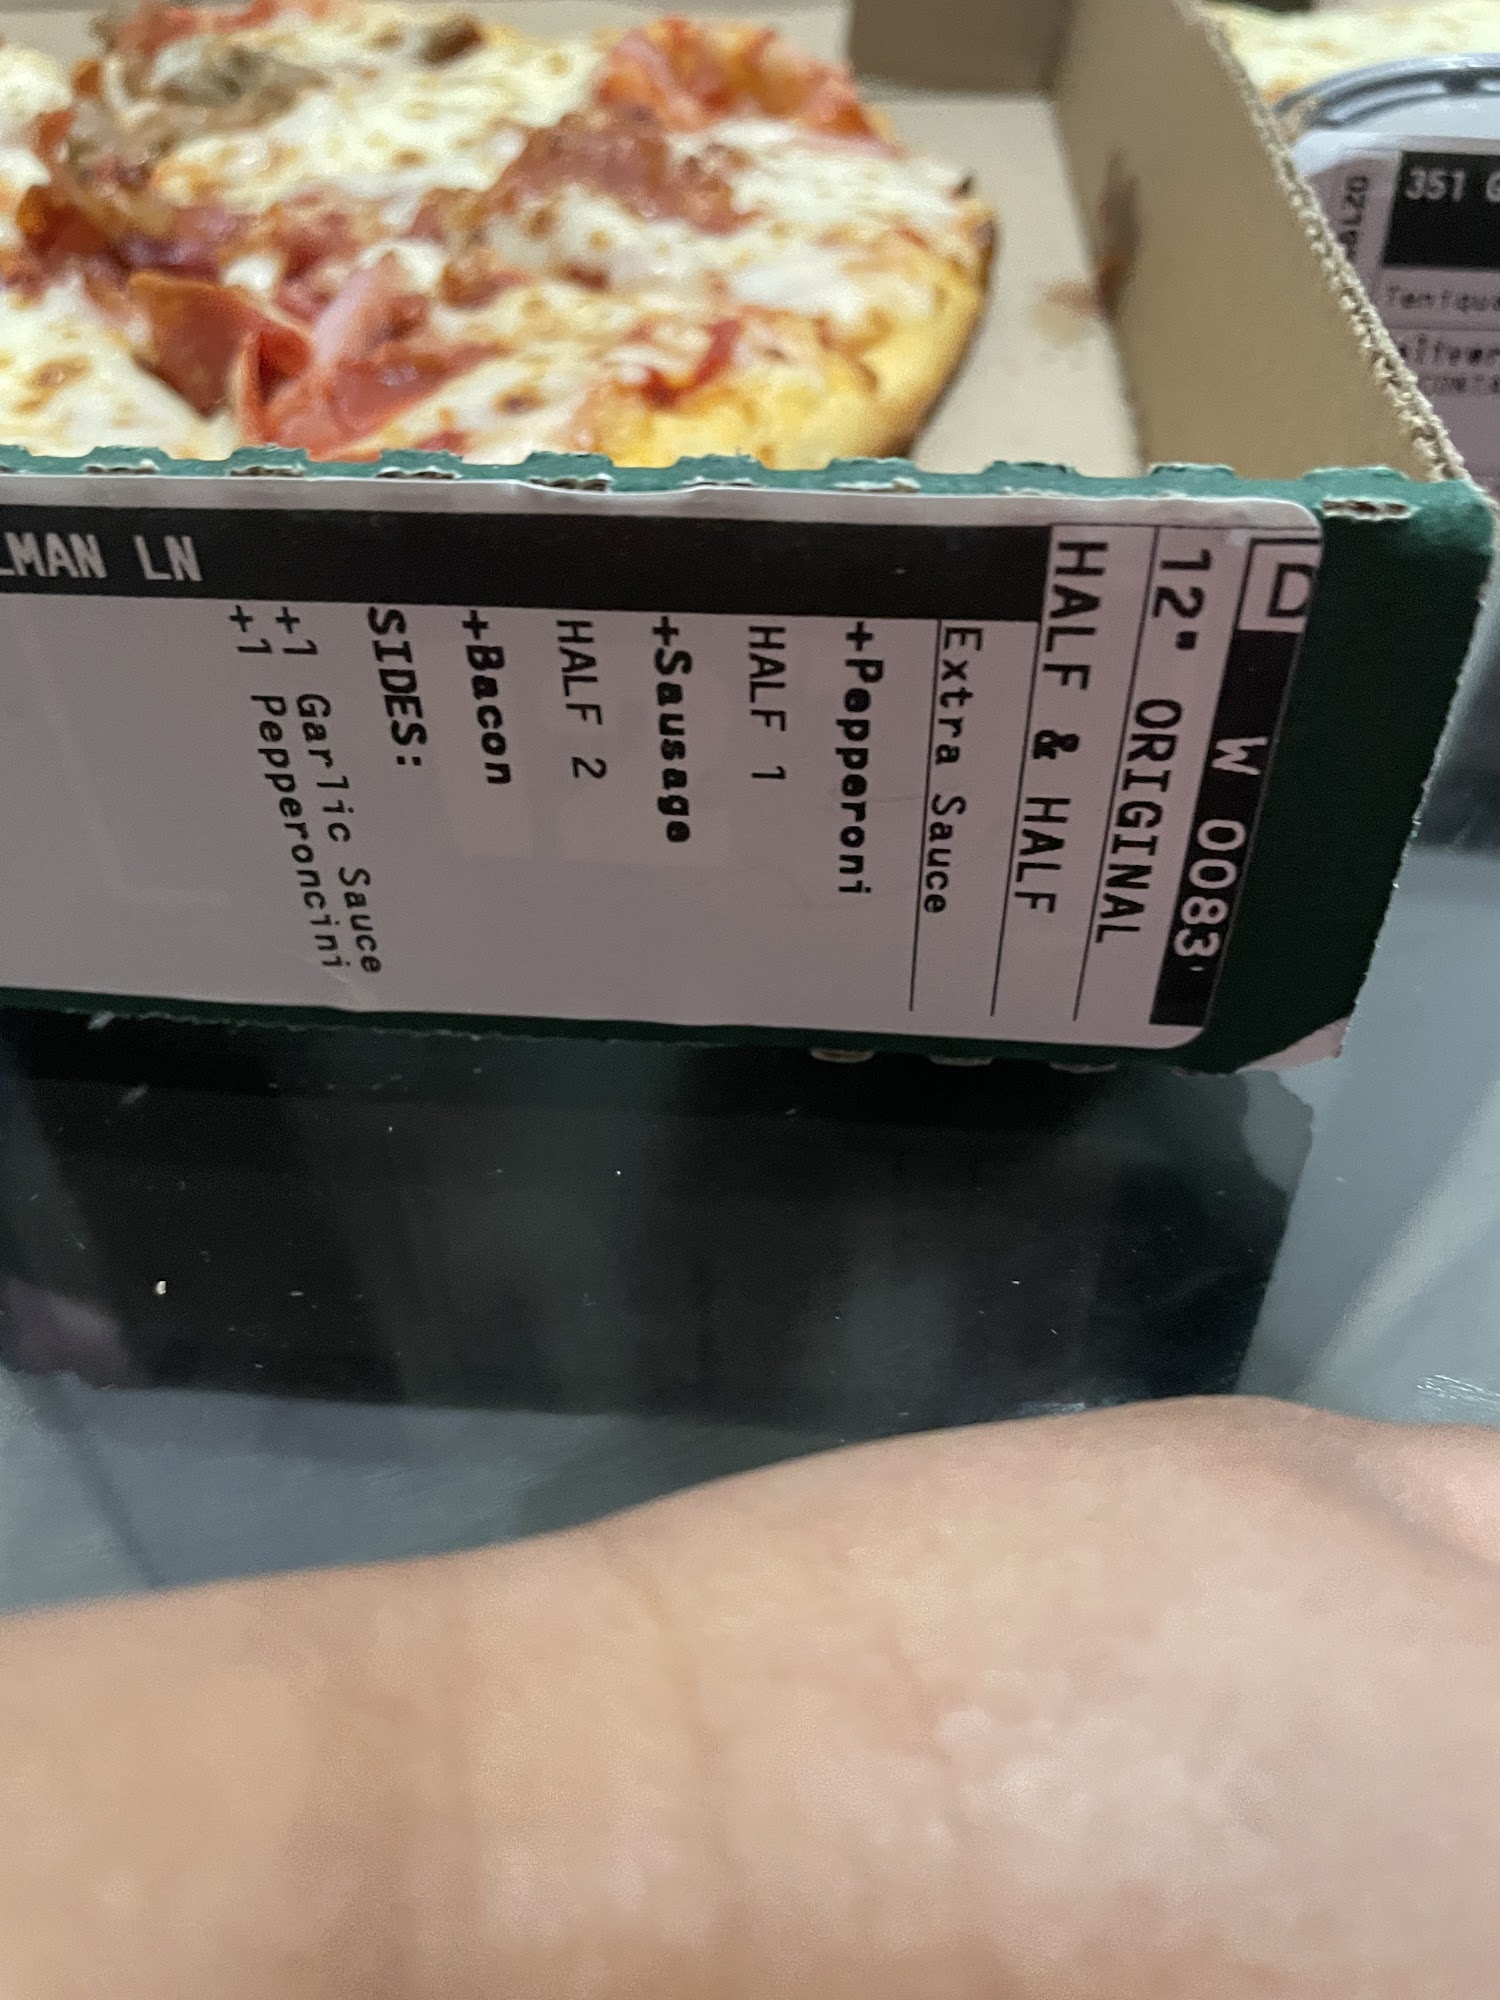 D W 0083
12" ORIGINAL
HALF & HALF
Extra Sauce
+Pepperoni
HALF 1
+Sausage
HALF 2
+Bacon
SIDES:
+1 Garlic Sauce
+1 Pepperoncini
LMAN LN
351